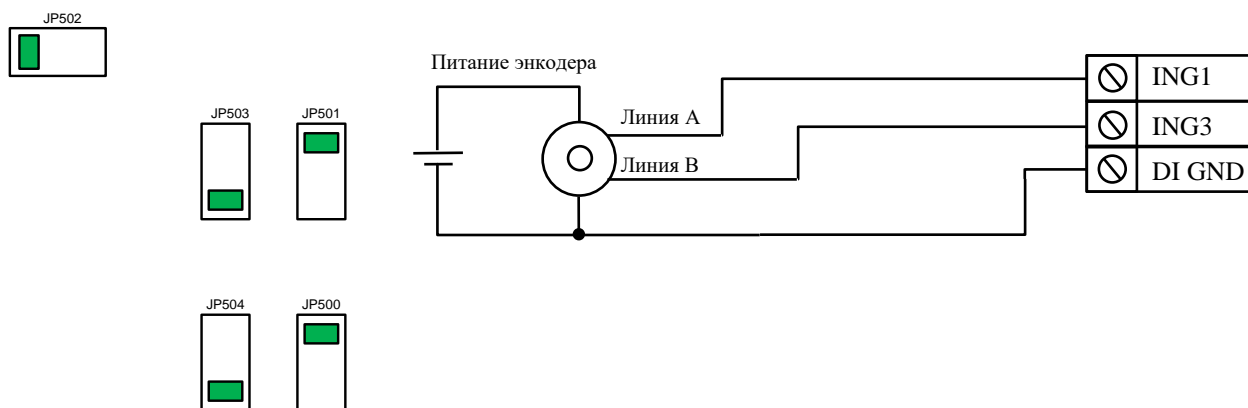 JP502
Питание энкодера
ING1
JP503
JP501
Линия А
ING3
Линия В
DI GND
JP504
JP500